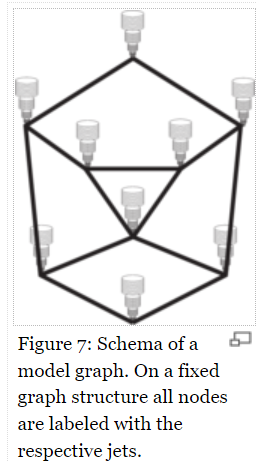 Figure 7: Schema of a
model graph. On a fixed
graph structure all nodes
are labeled with the
respective jets.